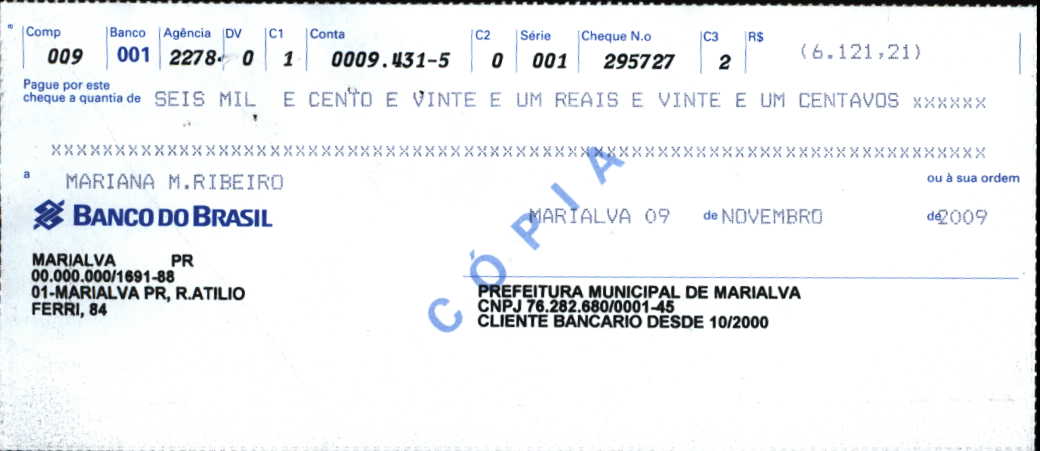 Comp Banco Agência DV C1 Conta C2 Série Cheque N.o C3 R$
009 001 2278- 0 1 0009.431-5 0 001 295727 2 (6.121,21)
Pague por este
cheque a quantia de SEIS MIL E CENTO E VINTE E UM REAIS E VINTE E UM CENTAVOS xxxxxx
XXXXXXXXXXXXXXXXXXXXXXXXXXXXXXXXXXXXXXXXXXXXXXXXXXXXXXXXXXXXXXXXXXXXXXXX
a MARIANA M.RIBEIRO ou à sua ordem
BANCO DO BRASIL MARIALVA 09 de NOVEMBRO de 2009
MARIALVA PR
00.000.000/1691-88
01-MARIALVA PR, R.ATILIO
FERRI, 84
PREFEITURA MUNICIPAL DE MARIALVA
CNPJ 76.282.680/0001-45
CLIENTE BANCARIO DESDE 10/2000
CÓPIA